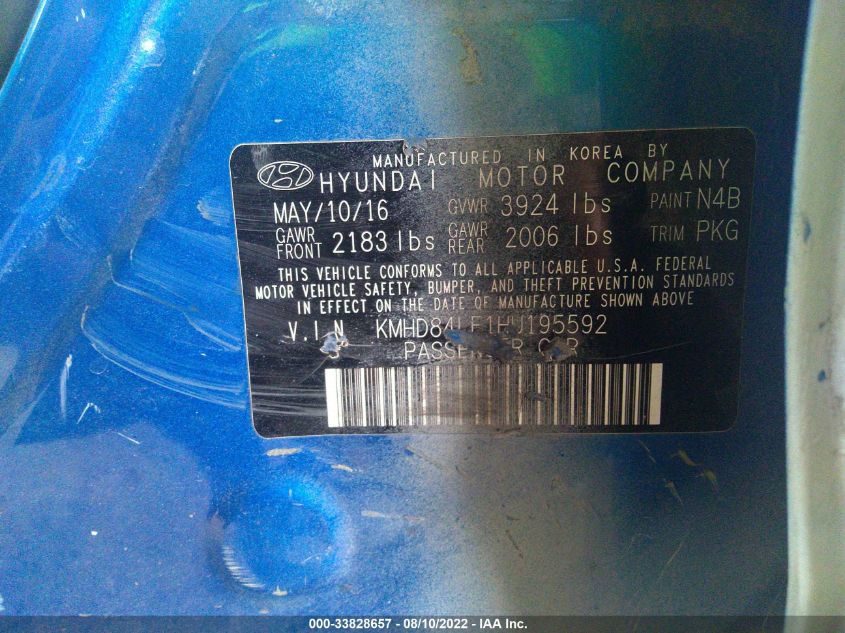 MANUFACTURED IN KOREA BY
HYUNDAI MOTOR COMPANY
MAY/10/16 GVWR 3924 lbs PAINT N4B
GAWR FRONT 2183 lbs GAWR REAR 2006 lbs TRIM PKG
THIS VEHICLE CONFORMS TO ALL APPLICABLE U.S.A. FEDERAL
MOTOR VEHICLE SAFETY, BUMPER, AND THEFT PREVENTION STANDARDS
IN EFFECT ON THE DATE OF MANUFACTURE SHOWN ABOVE
V.I.N KMHD84LF1HU195592
PASSENGER CAR
000-33828657 - 08/10/2022 - IAA Inc.